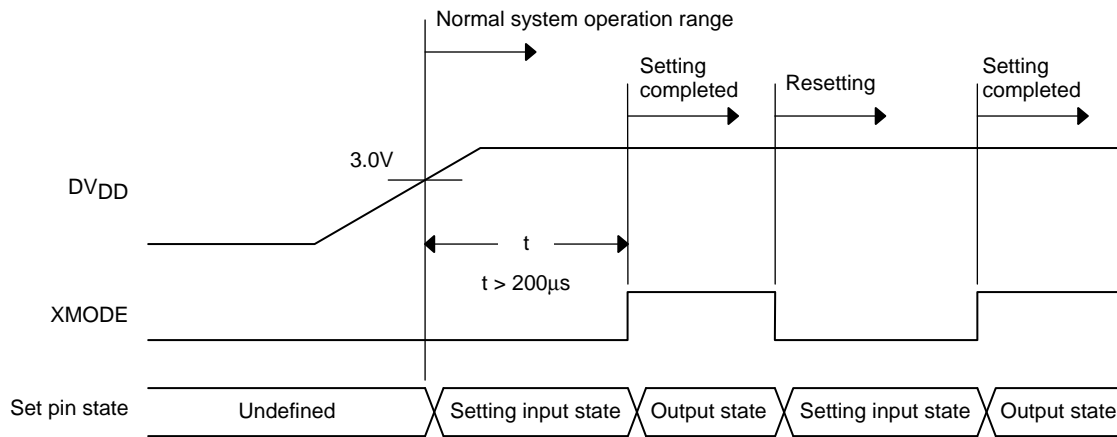 Normal system operation range
Setting
completed
Resetting
Setting
completed
3.0V
DVDD
t
t > 200μs
XMODE
Set pin state
Undefined
Setting input state
Output state
Setting input state
Output state